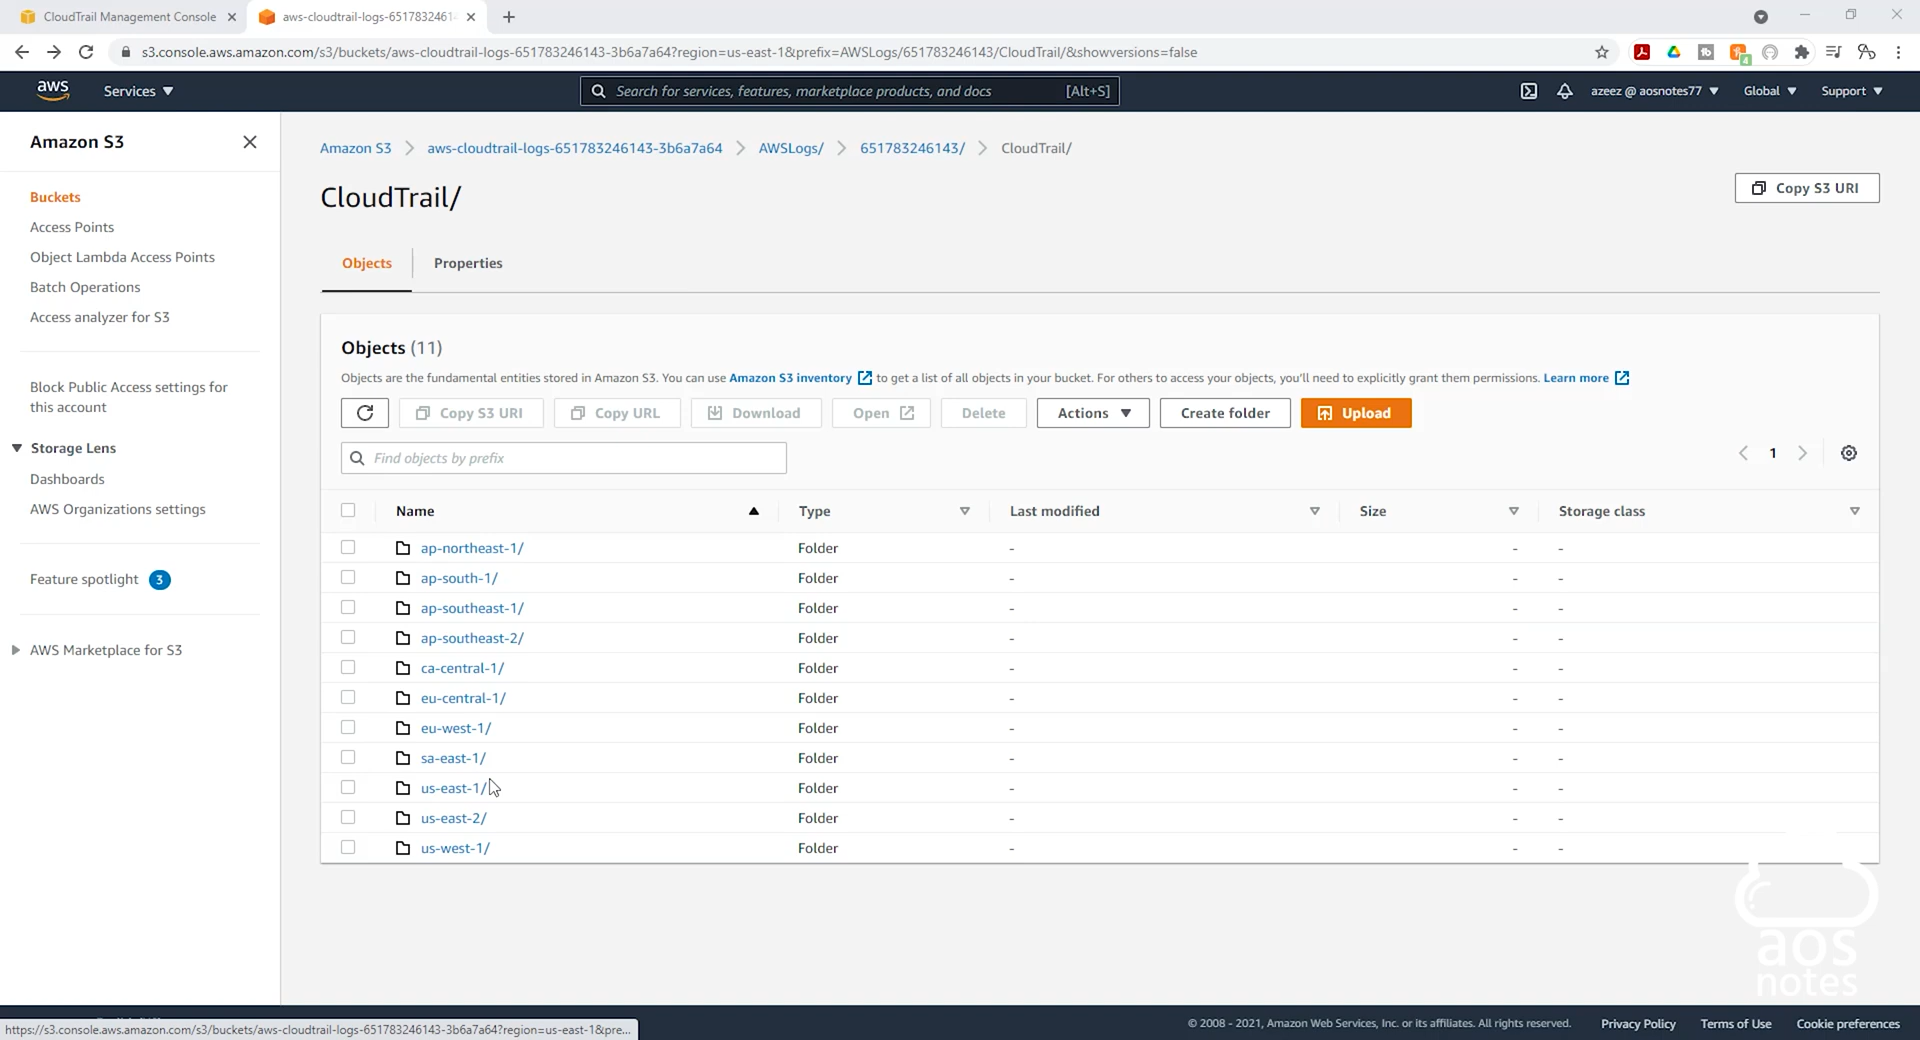 CloudTrail Management Console
aws-cloudtrail-logs-6517832461
s3.console.aws.amazon.com/s3/buckets/aws-cloudtrail-logs-651783246143-3b6a7a64?region=us-east-1&prefix=AWSLogs/651783246143/CloudTrail/&showversions=false
4
aws Services Search for services, features, marketplace products, and docs [Alt+S] azeez @ aosnotes77 Global Support
Amazon S3
Buckets
Access Points
Object Lambda Access Points
Batch Operations
Access analyzer for S3
Block Public Access settings for
this account
Storage Lens
Dashboards
AWS Organizations settings
Feature spotlight 3
AWS Marketplace for S3
Amazon S3 > aws-cloudtrail-logs-651783246143-3b6a7a64 > AWSLogs/ > 651783246143/ > CloudTrail/
CloudTrail/
Copy S3 URI
Objects Properties
Objects (11)
Objects are the fundamental entities stored in Amazon S3. You can use Amazon S3 inventory to get a list of all objects in your bucket. For others to access your objects, you'll need to explicitly grant them permissions. Learn more
Copy S3 URI Copy URL Download Open Delete Actions Create folder Upload
Find objects by prefix
1
Name Type Last modified Size Storage class
ap-northeast-1/ Folder - - -
ap-south-1/ Folder - - -
ap-southeast-1/ Folder - - -
ap-southeast-2/ Folder - - -
ca-central-1/ Folder - - -
eu-central-1/ Folder - - -
eu-west-1/ Folder - - -
sa-east-1/ Folder - - -
us-east-1/ Folder - - -
us-east-2/ Folder - - -
us-west-1/ Folder - - -
aos
notes
https://s3.console.aws.amazon.com/s3/buckets/aws-cloudtrail-logs-651783246143-3b6a7a64?region=us-east-1&pre...
© 2008 - 2021, Amazon Web Services, Inc. or its affiliates. All rights reserved. Privacy Policy Terms of Use Cookie preferences